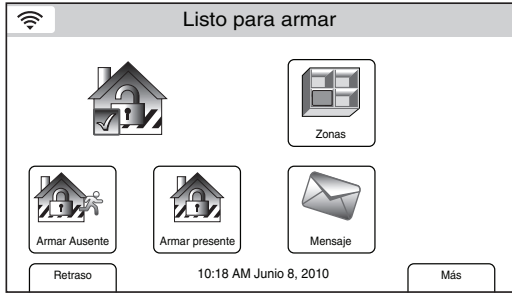 Listo para armar
Zonas
Armar Ausente
Armar presente
Mensaje
Retraso
10:18 AM Junio 8, 2010
Más